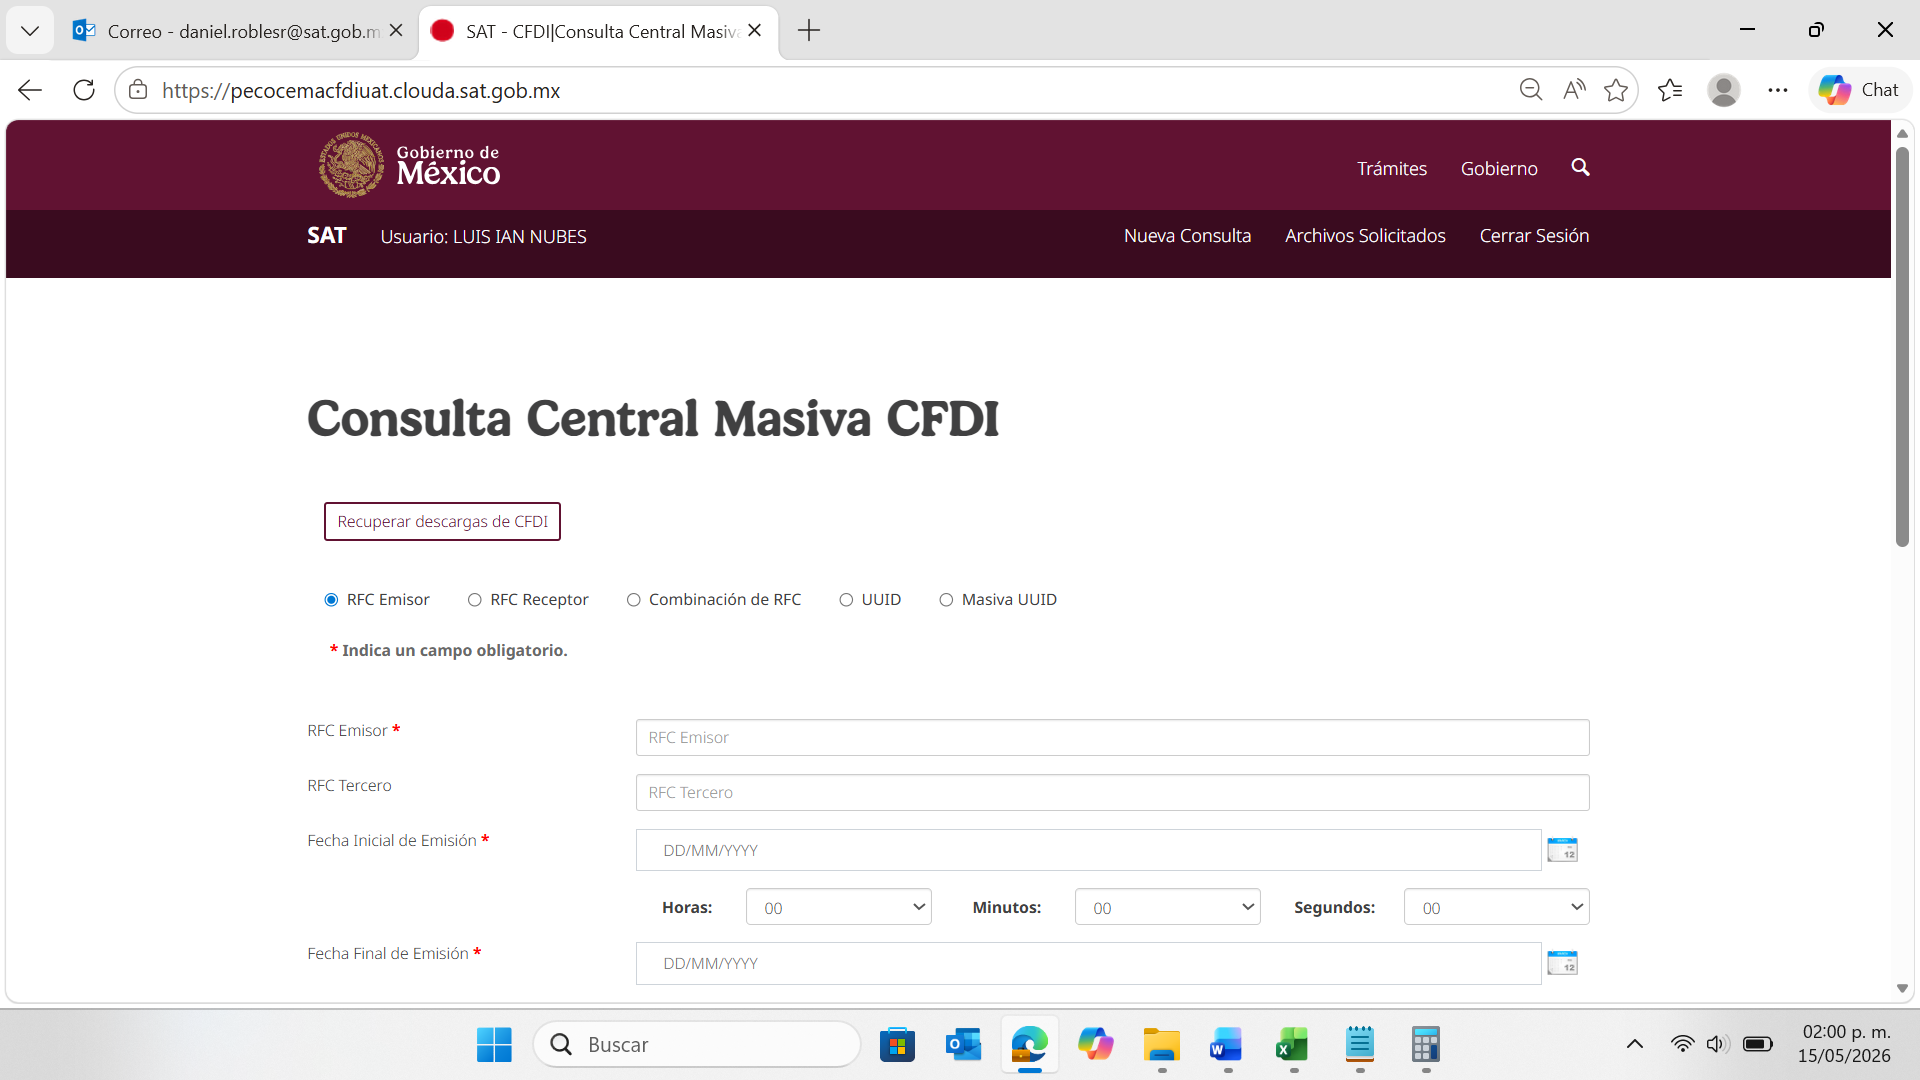 Correo - daniel.roblesr@sat.gob.m
SAT - CFDI|Consulta Central Masiva
https://pecocemacfdiuat.clouda.sat.gob.mx
Chat
Gobierno de
México
Trámites
Gobierno
SAT
Usuario: LUIS IAN NUBES
Nueva Consulta
Archivos Solicitados
Cerrar Sesión
Consulta Central Masiva CFDI
Recuperar descargas de CFDI
RFC Emisor
RFC Receptor
Combinación de RFC
UUID
Masiva UUID
* Indica un campo obligatorio.
RFC Emisor *
RFC Emisor
RFC Tercero
RFC Tercero
Fecha Inicial de Emisión *
DD/MM/YYYY
Horas:
00
Minutos:
00
Segundos:
00
Fecha Final de Emisión *
DD/MM/YYYY
Buscar
02:00 p. m.
15/05/2026